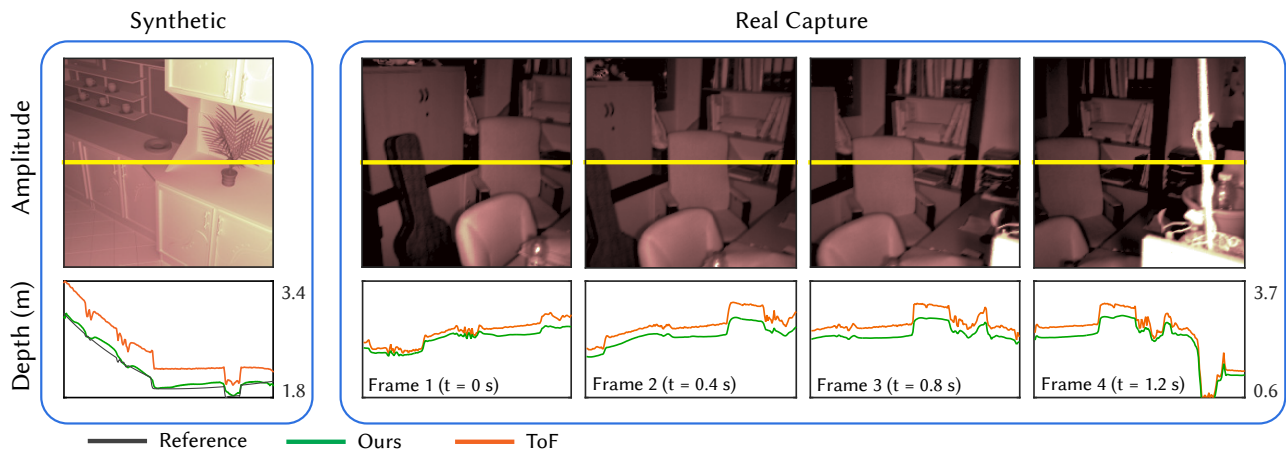 Synthetic
Real Capture
Amplitude
Depth (m)
3.4
1.8
Frame 1 (t = 0 s)
Frame 2 (t = 0.4 s)
Frame 3 (t = 0.8 s)
Frame 4 (t = 1.2 s)
3.7
0.6
Reference
Ours
ToF